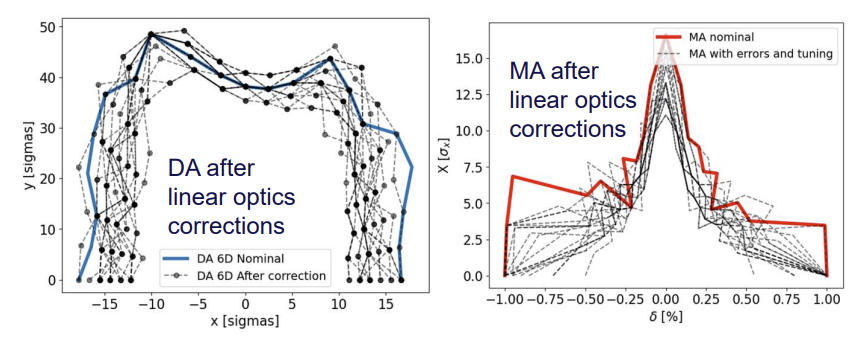 50
40
30
20
10
0
y [sigmas]
DA after
linear optics
corrections
DA 6D Nominal
DA 6D After correction
−15
−10
−5
0
5
10
15
x [sigmas]
15.0
12.5
10.0
7.5
5.0
2.5
0.0
X [σx]
MA after
linear optics
corrections
MA nominal
MA with errors and tuning
−1.00
−0.75
−0.50
−0.25
0.00
0.25
0.50
0.75
1.00
δ [%]